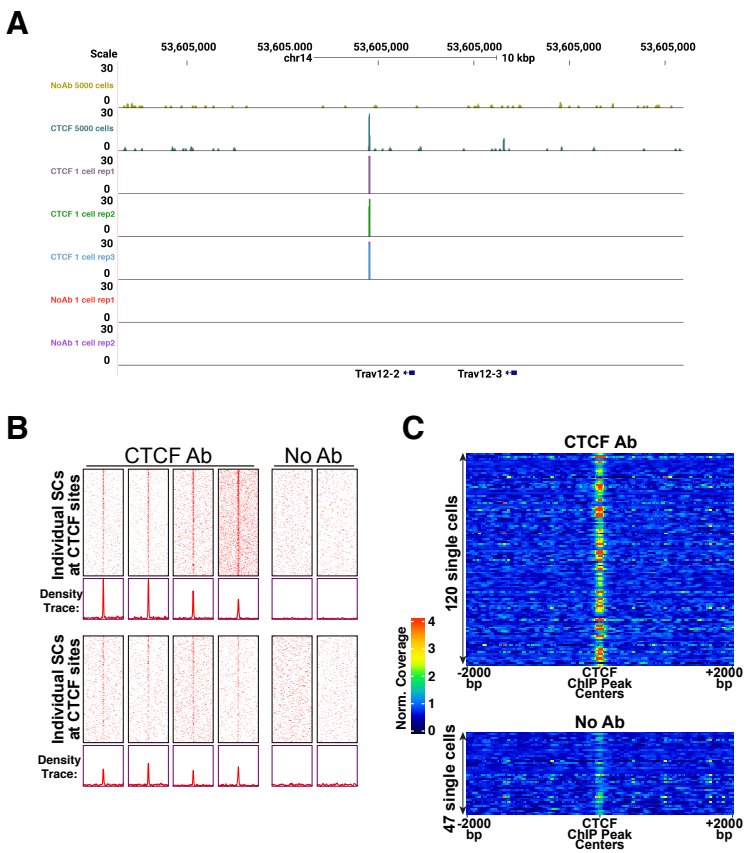 A
Scale
53,605,000 53,605,000 53,605,000 53,605,000 53,605,000 53,605,000
chr14 10 kbp
30
NoAb 5000 cells
0
30
CTCF 5000 cells
0
30
CTCF 1 cell rep1
0
30
CTCF 1 cell rep2
0
30
CTCF 1 cell rep3
0
30
NoAb 1 cell rep1
0
30
NoAb 1 cell rep2
0
Trav12-2 Trav12-3
B
CTCF Ab No Ab
Individual SCs
at CTCF sites
Density
Trace:
Individual SCs
at CTCF sites
Density
Trace:
C
CTCF Ab
120 single cells
-2000
bp
CTCF
ChIP Peak
Centers
+2000
bp
Norm. Coverage
4
3
2
1
0
No Ab
47 single cells
-2000
bp
CTCF
ChIP Peak
Centers
+2000
bp